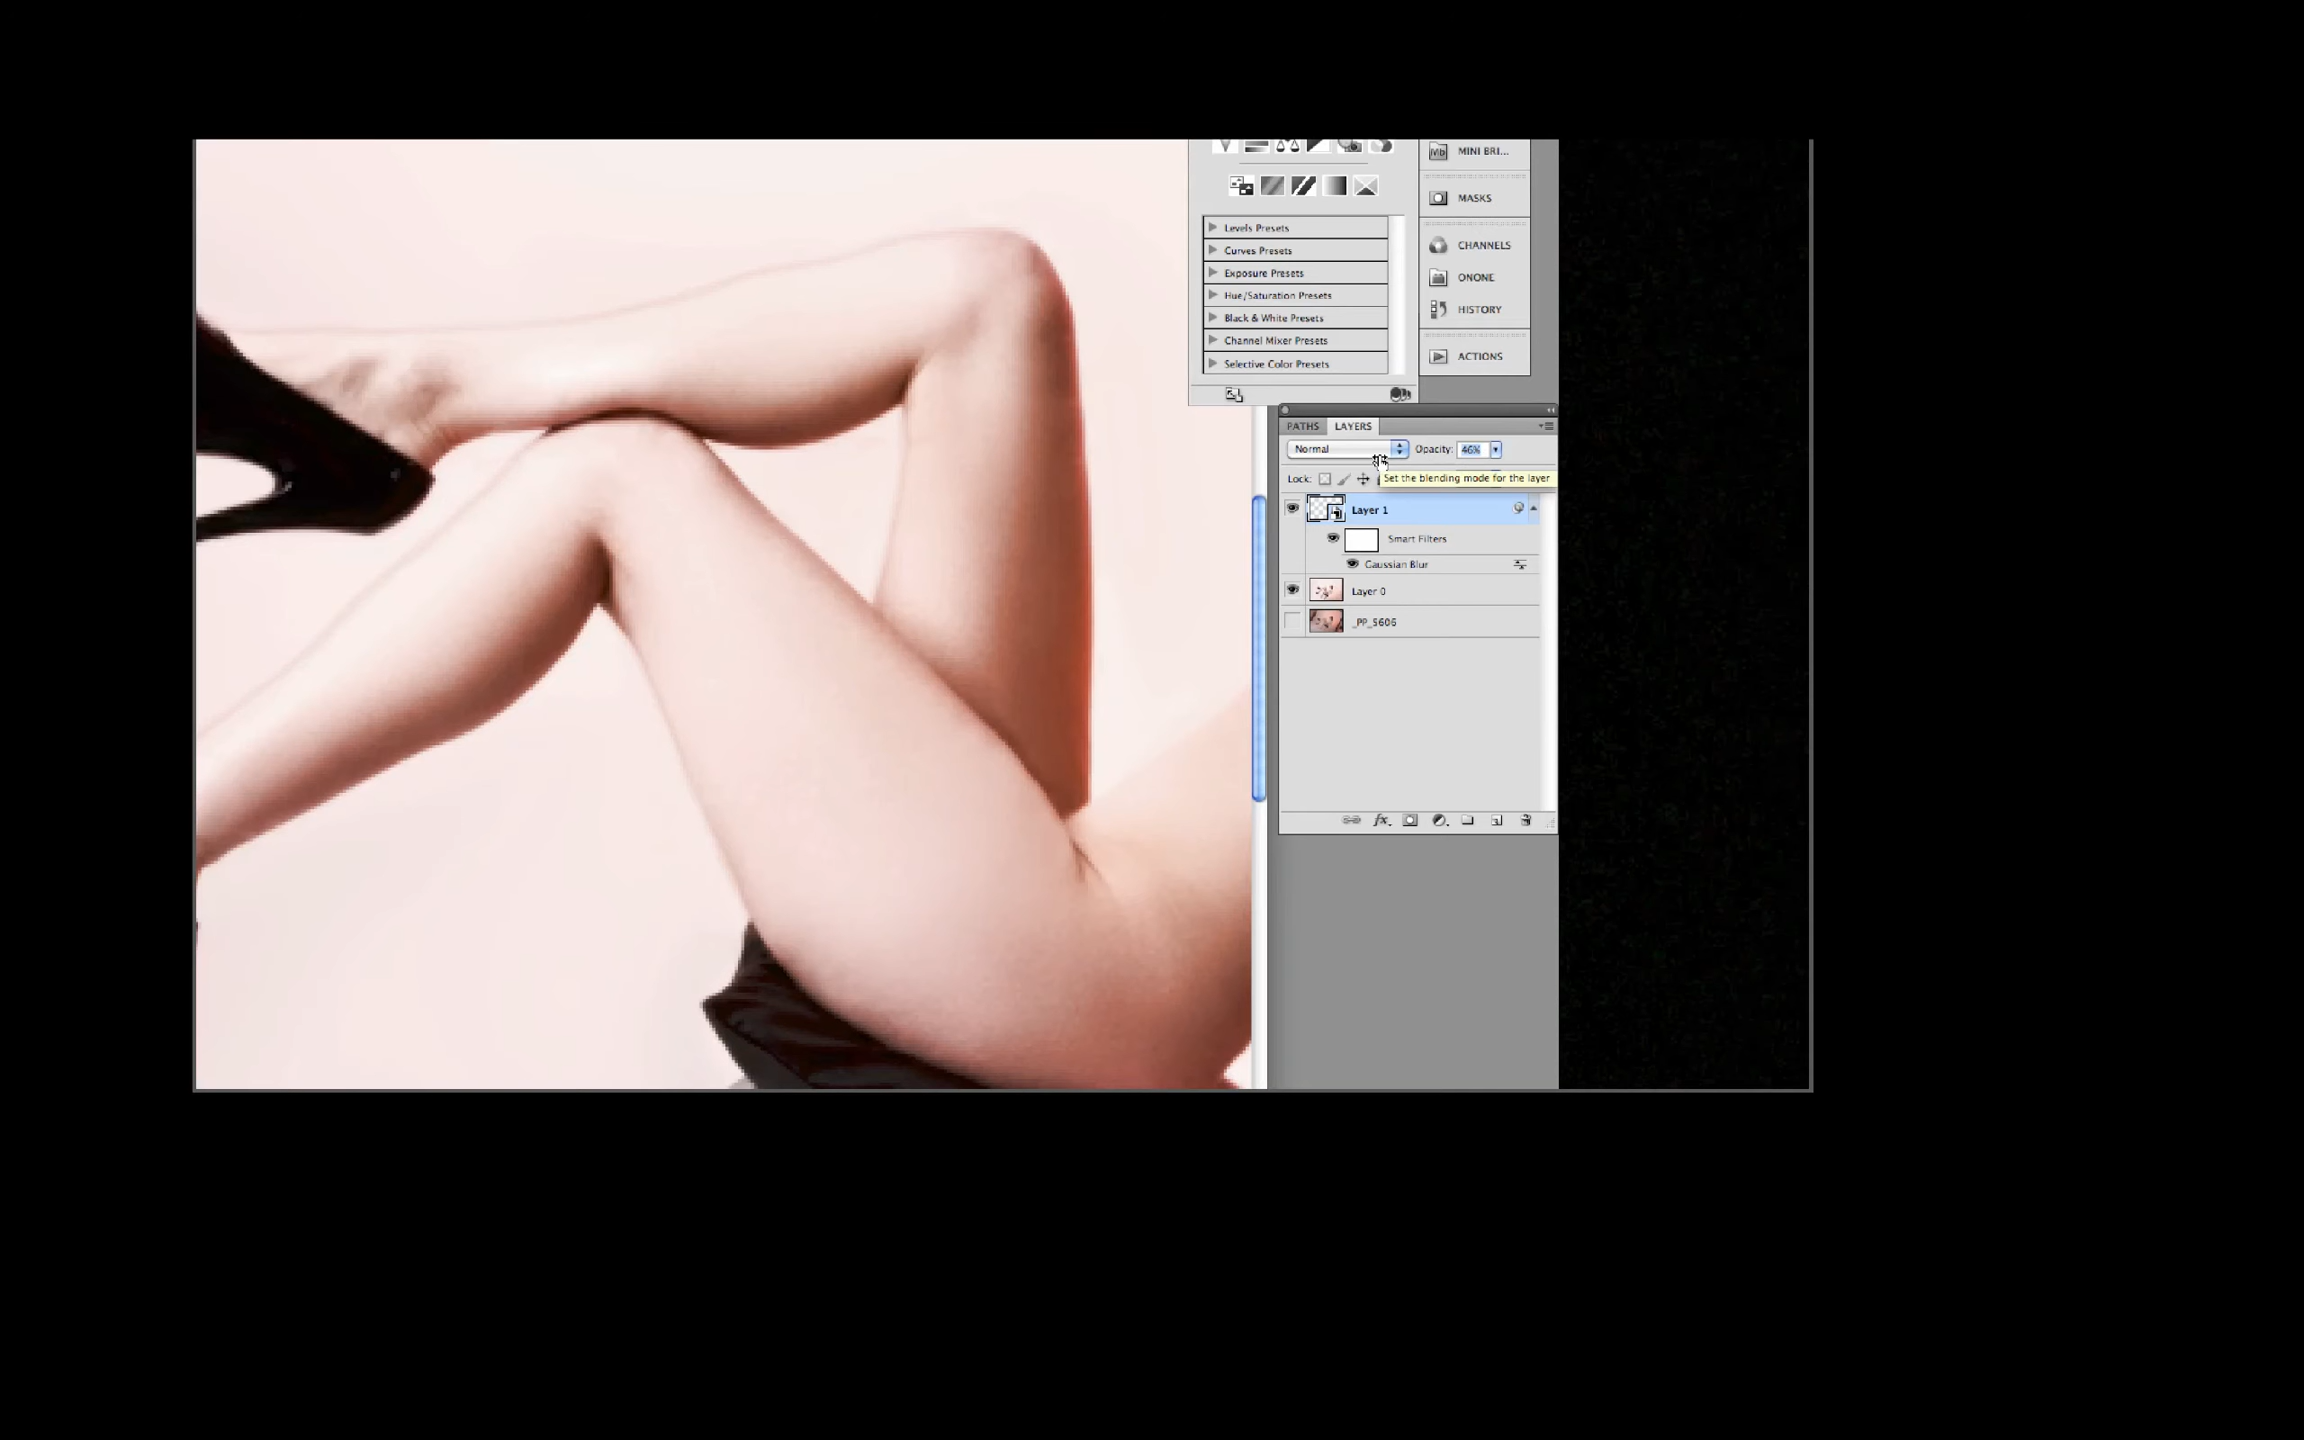 MINI BRI...
MASKS
Levels Presets
Curves Presets
CHANNELS
Exposure Presets
ONONE
Hue/Saturation Presets
HISTORY
Black & White Presets
Channel Mixer Presets
ACTIONS
Selective Color Presets
PATHS LAYERS
Normal Opacity: 46%
Lock: Set the blending mode for the layer
Layer 1
Smart Filters
Gaussian Blur
Layer 0
_PP_5606
fx